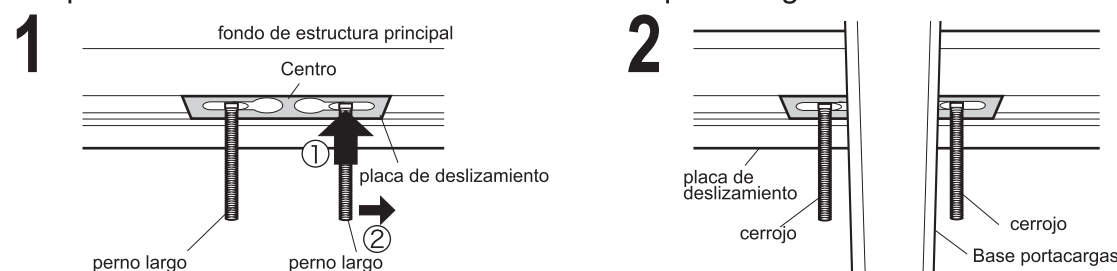 1
fondo de estructura principal
Centro
①
placa de deslizamiento
②
perno largo
perno largo
2
placa de
deslizamiento
cerrojo
cerrojo
Base portacargas